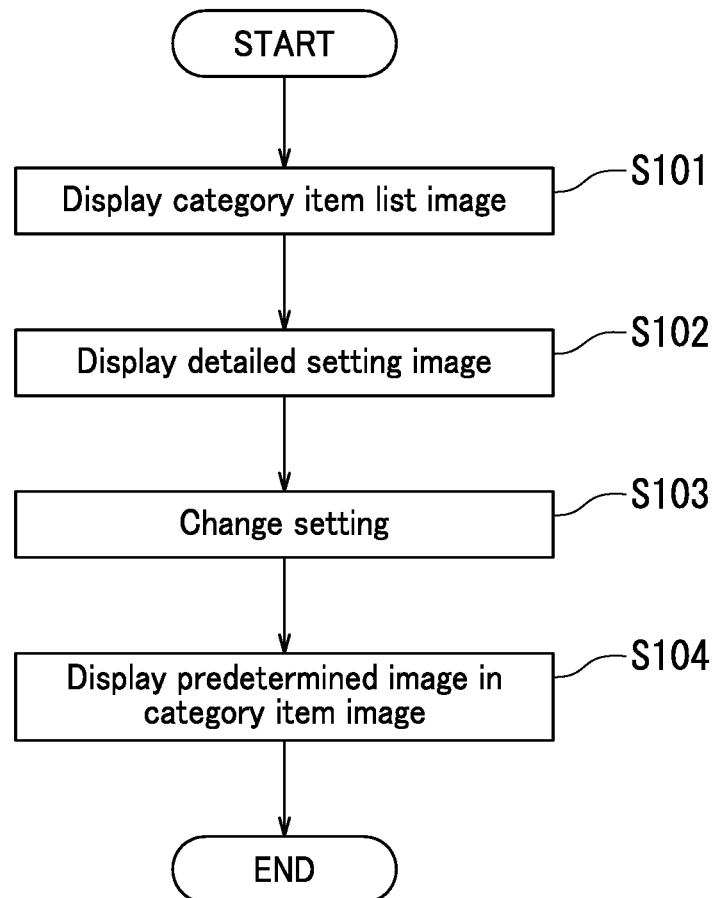 START
Display category item list image
S101
Display detailed setting image
S102
Change setting
S103
Display predetermined image in
category item image
S104
END